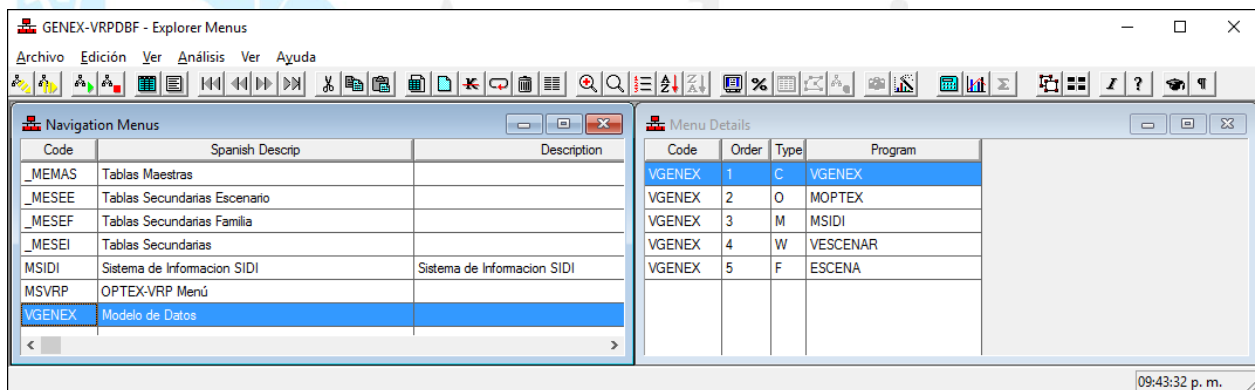 GENEX-VRPDBF - Explorer Menus
Archivo Edición Ver Análisis Ver Ayuda
Navigation Menus
Code Spanish Descrip Description
_MEMAS Tablas Maestras
_MESEE Tablas Secundarias Escenario
_MESEF Tablas Secundarias Familia
_MESEI Tablas Secundarias
MSIDI Sistema de Informacion SIDI Sistema de Informacion SIDI
MSVRP OPTEX-VRP Menú
VGENEX Modelo de Datos
Menu Details
Code Order Type Program
VGENEX 1 C VGENEX
VGENEX 2 O MOPTEX
VGENEX 3 M MSIDI
VGENEX 4 W VESCENAR
VGENEX 5 F ESCENA
09:43:32 p. m.